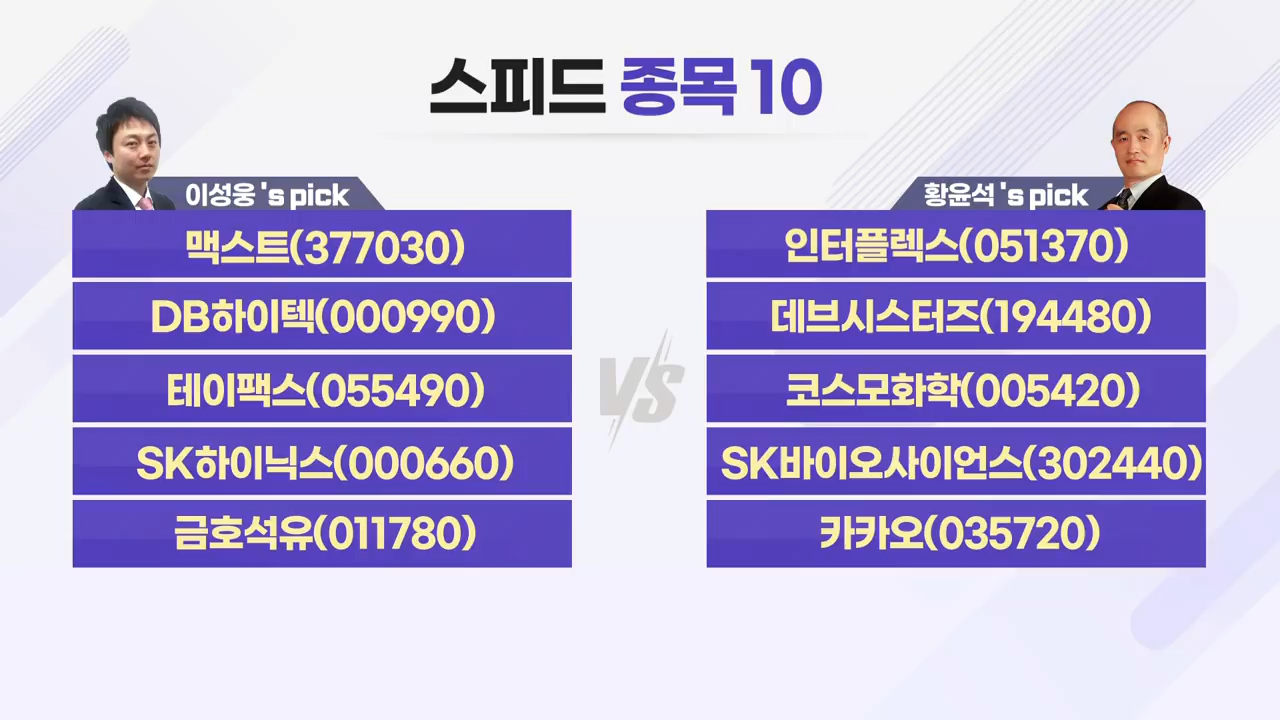 스피드 종목 10
이성웅 's pick
맥스트(377030)
DB하이텍(000990)
테이팩스(055490)
SK하이닉스(000660)
금호석유(011780)
VS
황윤석 's pick
인터플렉스(051370)
데브시스터즈(194480)
코스모화학(005420)
SK바이오사이언스(302440)
카카오(035720)